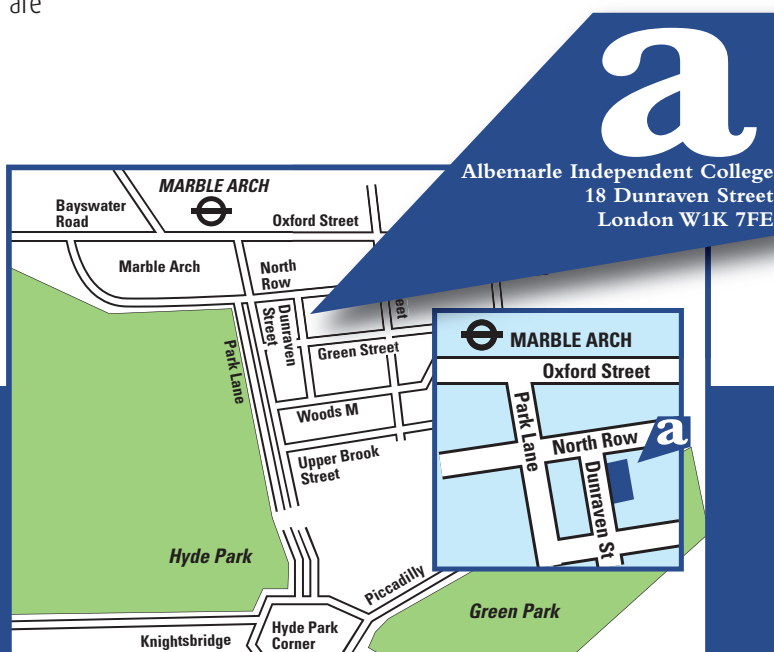 are
a
Albemarle Independent College
18 Dunraven Street
London W1K 7FE
MARBLE ARCH
Bayswater
Road
Oxford Street
Marble Arch
North
Row
Dunraven
Street
eet
Green Street
Park Lane
Woods M
Upper Brook
Street
Hyde Park
Piccadilly
Green Park
Knightsbridge
Hyde Park
Corner
MARBLE ARCH
Oxford Street
Park Lane
North Row
a
Dunraven St